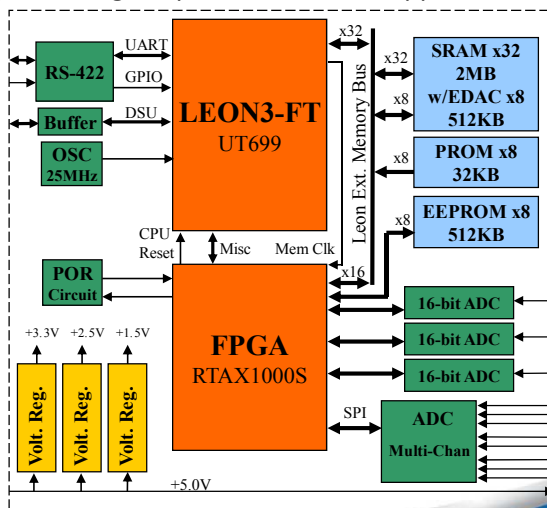 RS-422
UART
GPIO
Buffer
DSU
OSC
25MHz
LEON3-FT
UT699
x32
Leon Ext. Memory Bus
x32
x8
SRAM x32
2MB
w/EDAC x8
512KB
x8
PROM x8
32KB
x8
EEPROM x8
512KB
CPU
Reset
Misc
Mem Clk
x16
POR
Circuit
FPGA
RTAX1000S
16-bit ADC
16-bit ADC
16-bit ADC
SPI
ADC
Multi-Chan
+3.3V
+2.5V
+1.5V
Volt. Reg.
Volt. Reg.
Volt. Reg.
+5.0V